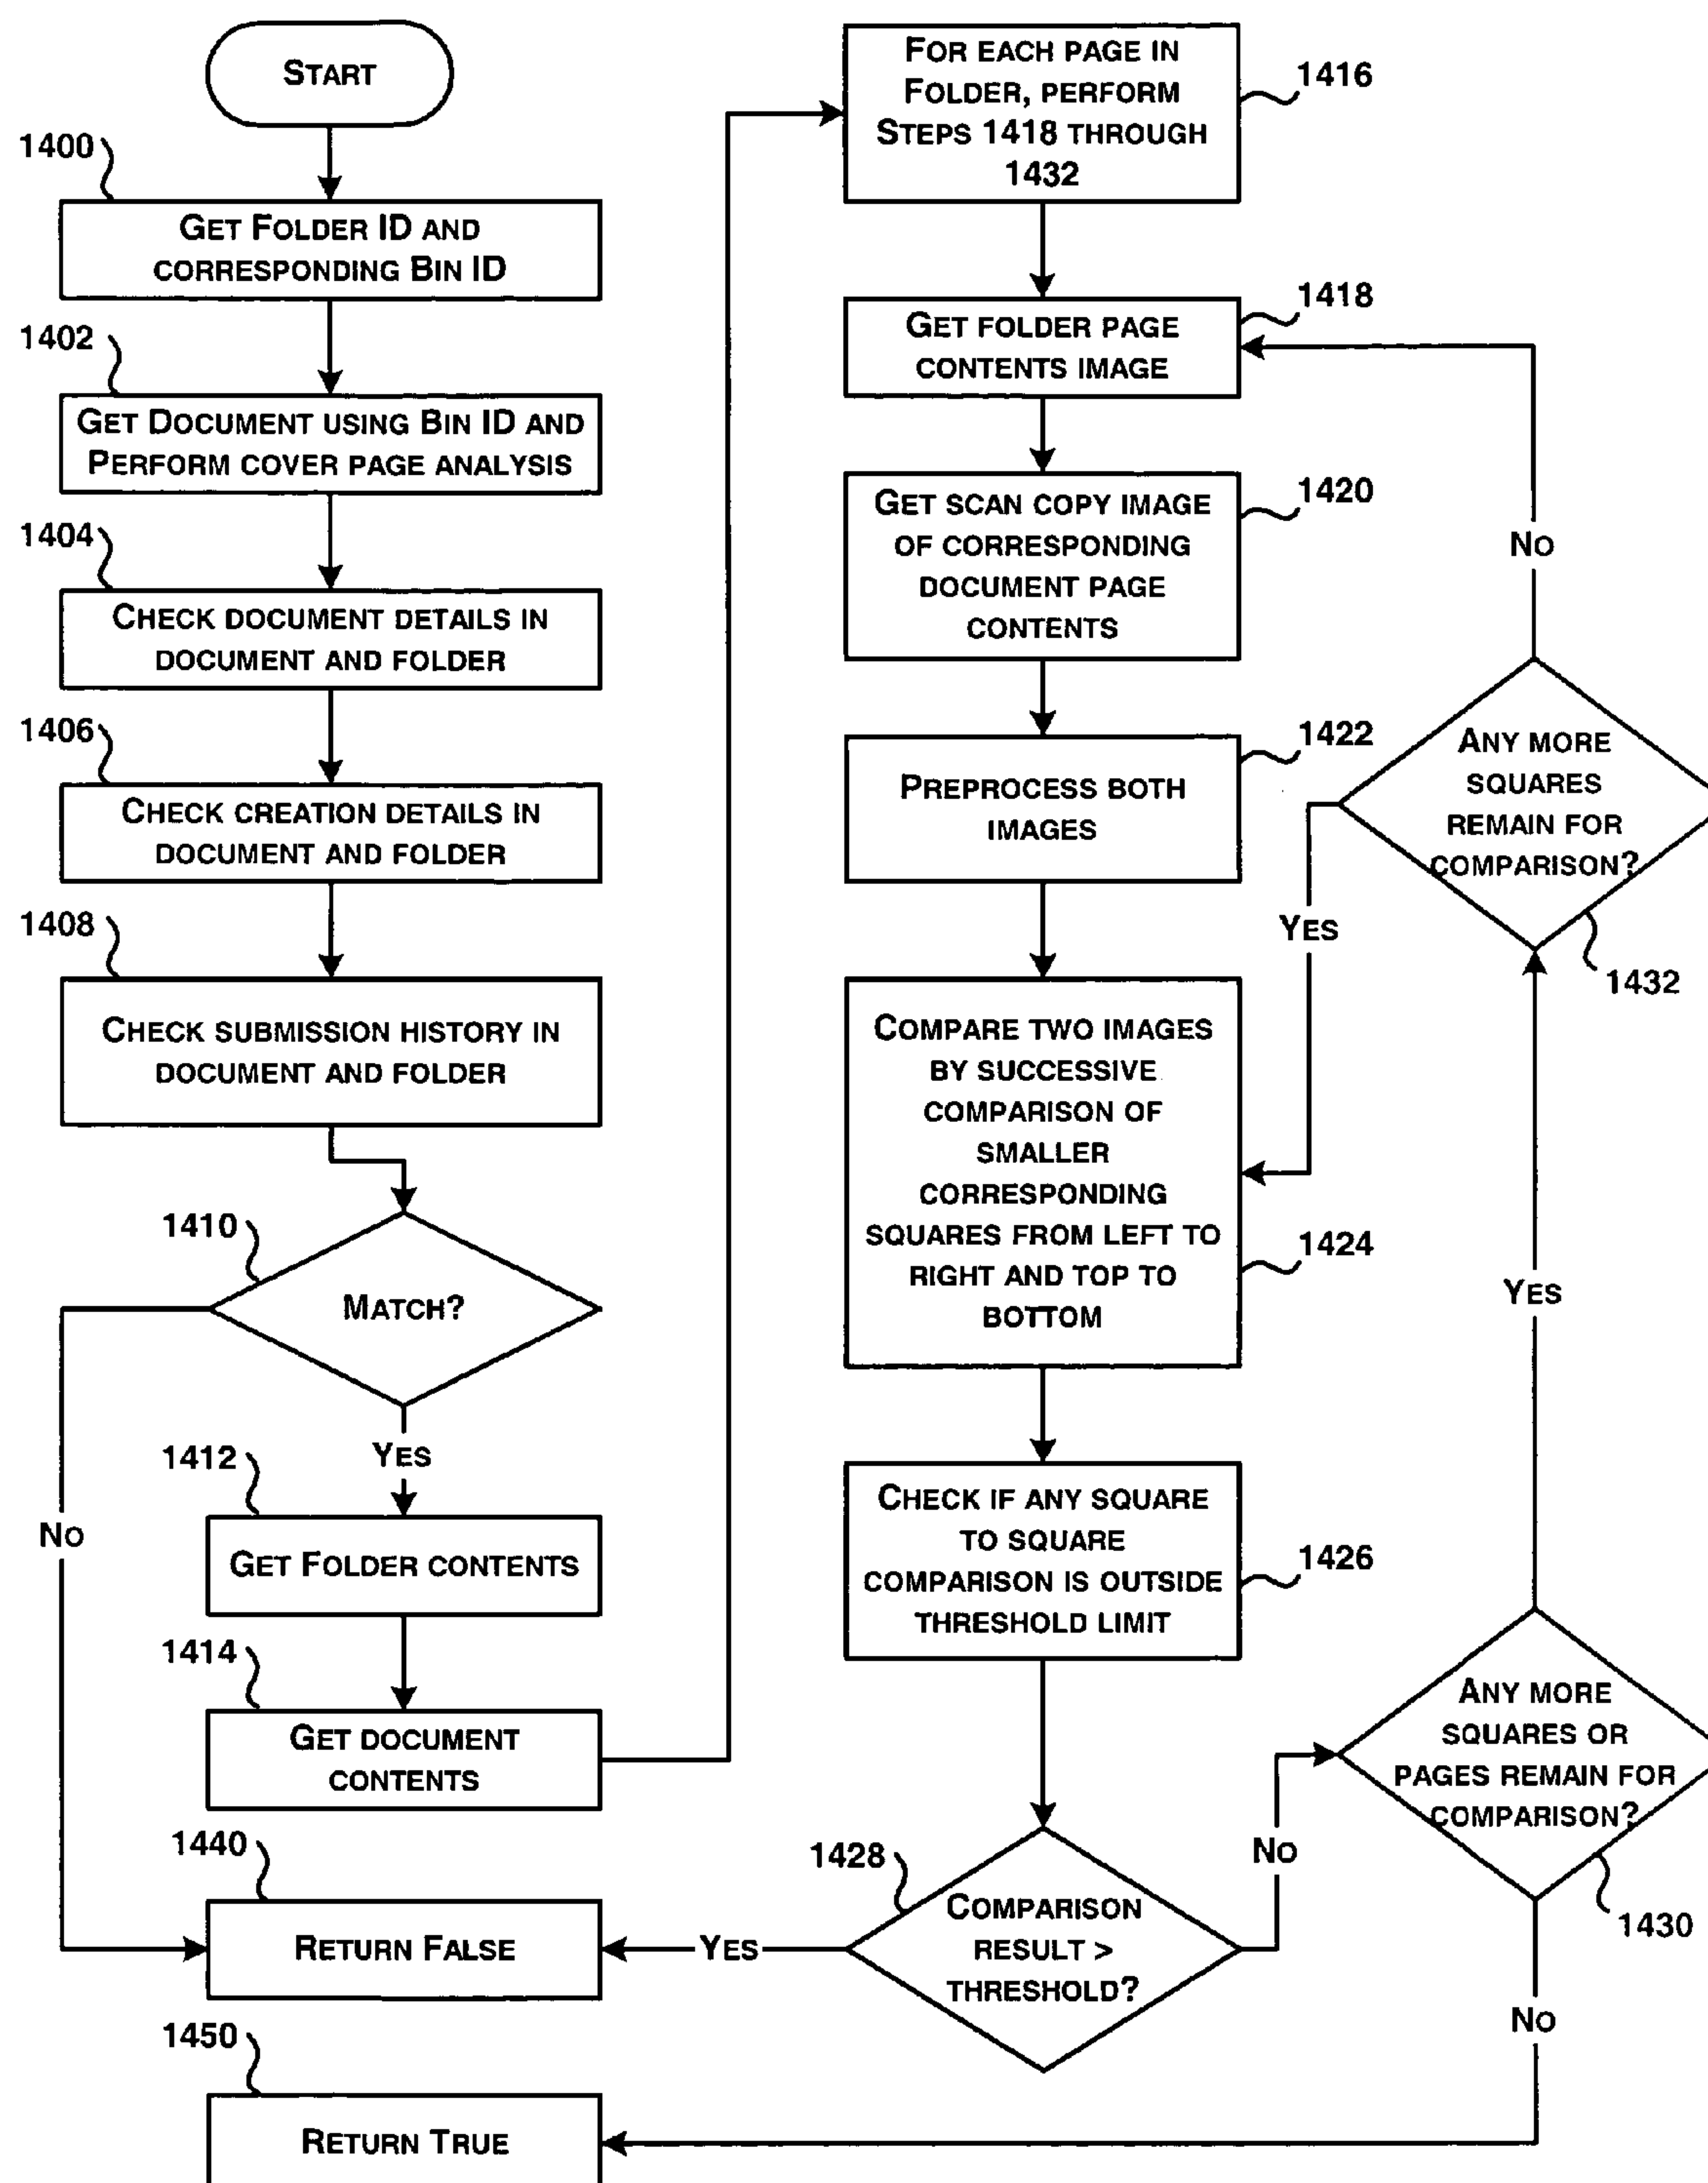 START
1400
GET FOLDER ID AND
CORRESPONDING BIN ID
1402
GET DOCUMENT USING BIN ID AND
PERFORM COVER PAGE ANALYSIS
1404
CHECK DOCUMENT DETAILS IN
DOCUMENT AND FOLDER
1406
CHECK CREATION DETAILS IN
DOCUMENT AND FOLDER
1408
CHECK SUBMISSION HISTORY IN
DOCUMENT AND FOLDER
1410
MATCH?
NO
YES
1412
GET FOLDER CONTENTS
1414
GET DOCUMENT
CONTENTS
1440
RETURN FALSE
1450
RETURN TRUE
FOR EACH PAGE IN
FOLDER, PERFORM
STEPS 1418 THROUGH
1432
1416
GET FOLDER PAGE
CONTENTS IMAGE
1418
GET SCAN COPY IMAGE
OF CORRESPONDING
DOCUMENT PAGE
CONTENTS
1420
PREPROCESS BOTH
IMAGES
1422
COMPARE TWO IMAGES
BY SUCCESSIVE
COMPARISON OF
SMALLER
CORRESPONDING
SQUARES FROM LEFT TO
RIGHT AND TOP TO
BOTTOM
1424
CHECK IF ANY SQUARE
TO SQUARE
COMPARISON IS OUTSIDE
THRESHOLD LIMIT
1426
1428
COMPARISON
RESULT >
THRESHOLD?
YES
NO
ANY MORE
SQUARES OR
PAGES REMAIN FOR
COMPARISON?
1430
NO
YES
ANY MORE
SQUARES
REMAIN FOR
COMPARISON?
1432
YES
NO